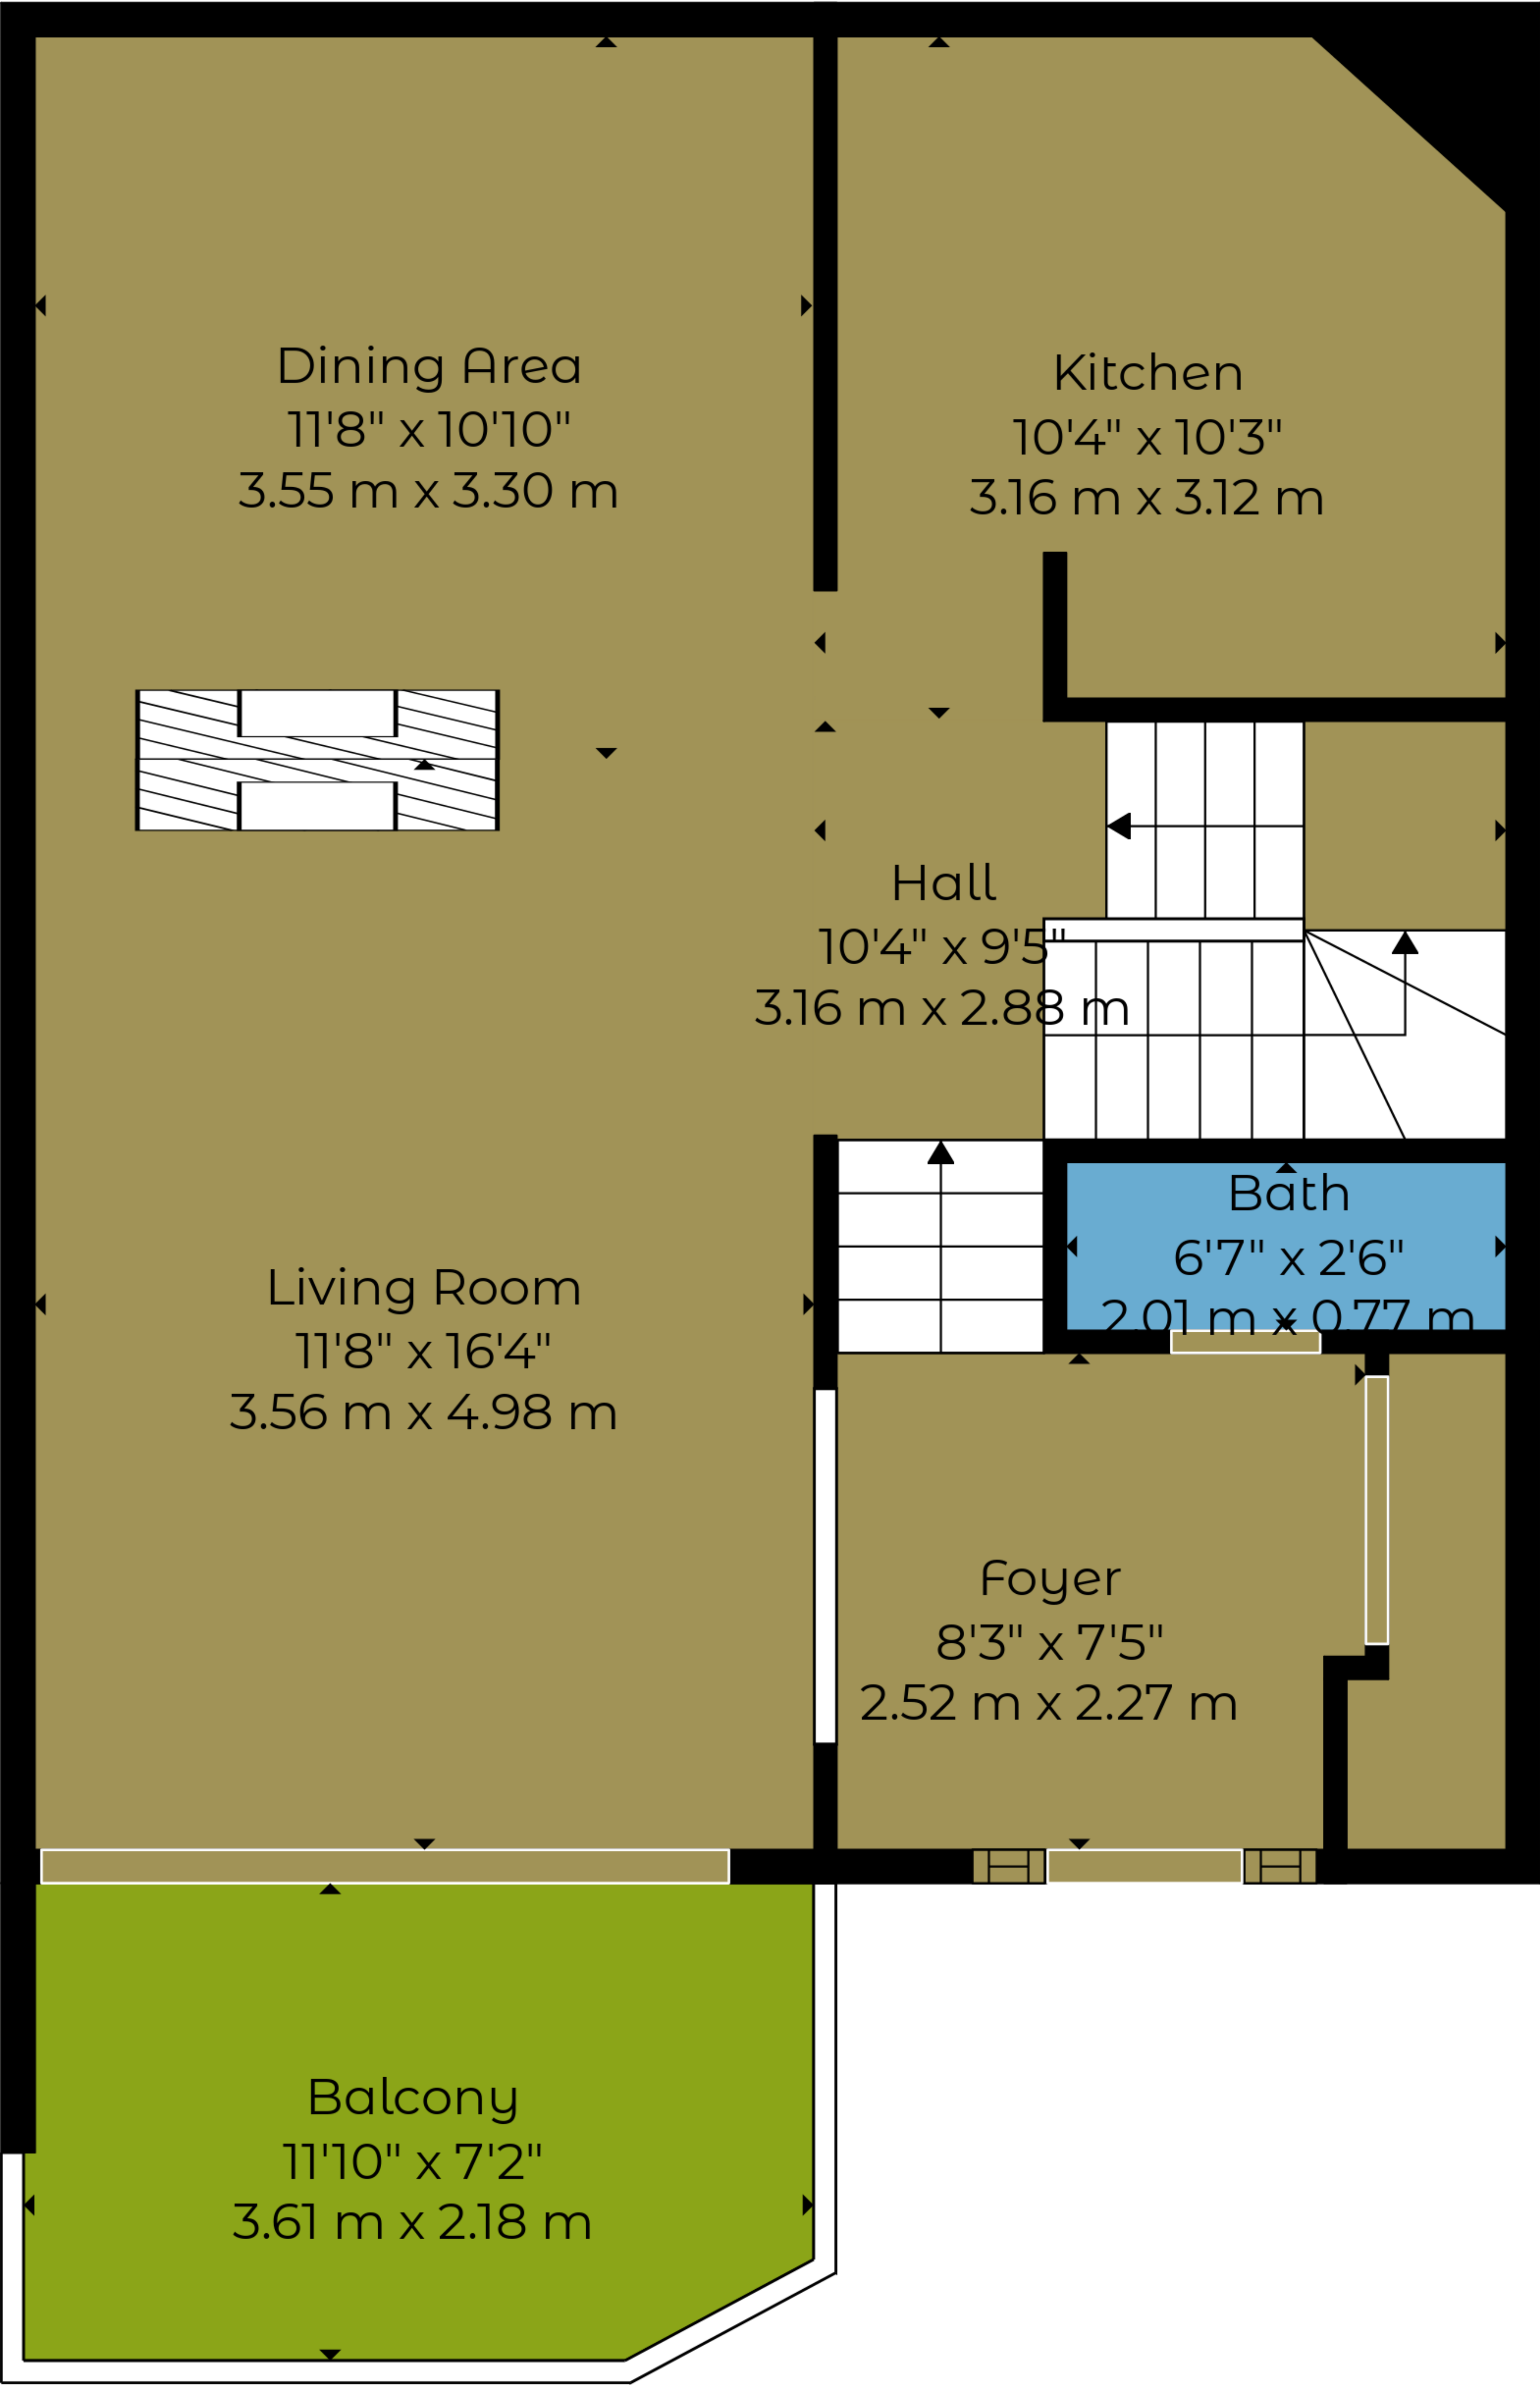 Dining Area
11'8" x 10'10"
3.55 m x 3.30 m
Kitchen
10'4" x 10'3"
3.16 m x 3.12 m
Hall
10'4" x 9'5"
3.16 m x 2.88 m
Bath
6'7" x 2'6"
2.01 m x 0.77 m
Living Room
11'8" x 16'4"
3.56 m x 4.98 m
Foyer
8'3" x 7'5"
2.52 m x 2.27 m
Balcony
11'10" x 7'2"
3.61 m x 2.18 m